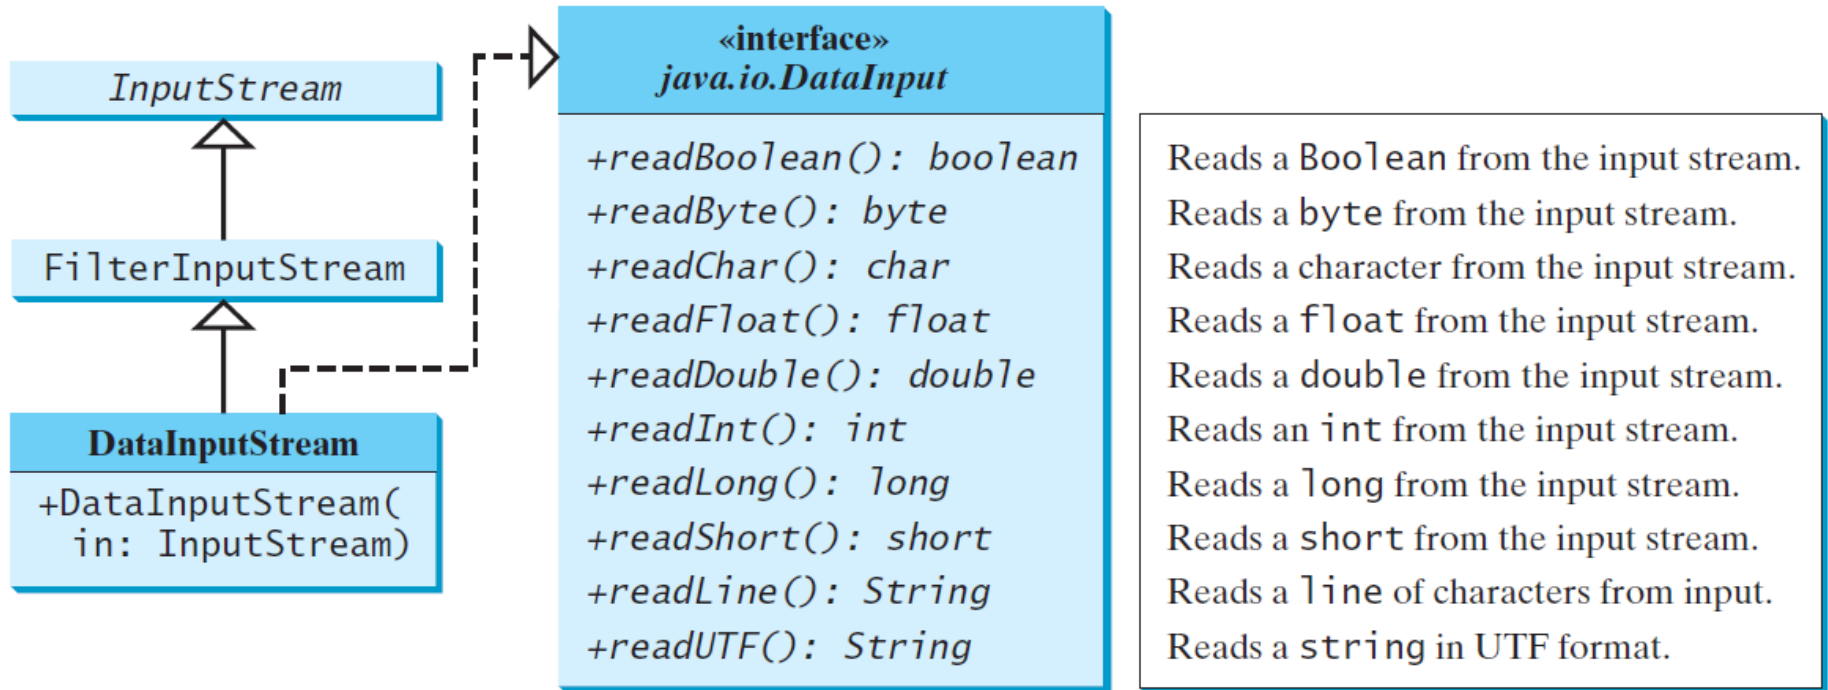 InputStream
FilterInputStream
DataInputStream
+DataInputStream(
in: InputStream)
«interface»
java.io.DataInput
+readBoolean(): boolean
+readByte(): byte
+readChar(): char
+readFloat(): float
+readDouble(): double
+readInt(): int
+readLong(): long
+readShort(): short
+readLine(): String
+readUTF(): String
Reads a Boolean from the input stream.
Reads a byte from the input stream.
Reads a character from the input stream.
Reads a float from the input stream.
Reads a double from the input stream.
Reads an int from the input stream.
Reads a long from the input stream.
Reads a short from the input stream.
Reads a line of characters from input.
Reads a string in UTF format.